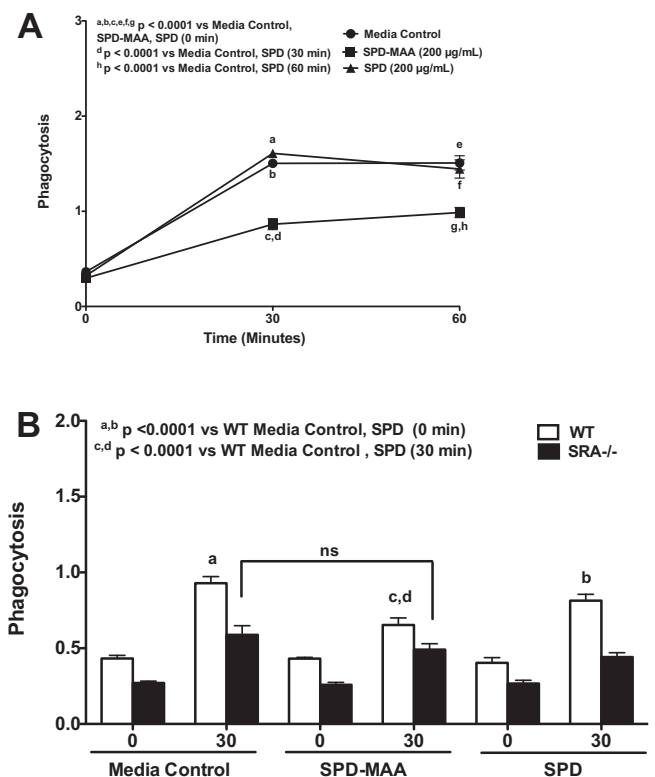 A
a,b,c,e,f,g p < 0.0001 vs Media Control,
SPD-MAA, SPD (0 min)
d p < 0.0001 vs Media Control, SPD (30 min)
h p < 0.0001 vs Media Control, SPD (60 min)
Media Control
SPD-MAA (200 µg/mL)
SPD (200 µg/mL)
Phagocytosis
3
2
1
0
a
b
c,d
e
f
g,h
0 30 60
Time (Minutes)
B
a,b p <0.0001 vs WT Media Control, SPD (0 min)
c,d p < 0.0001 vs WT Media Control , SPD (30 min)
WT
SRA-/-
Phagocytosis
2.0
1.5
1.0
0.5
0.0
a
ns
c,d
b
0 30 0 30 0 30
Media Control SPD-MAA SPD